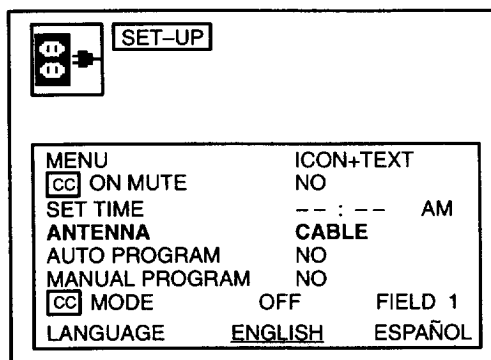 SET–UP
MENU ICON+TEXT
CC ON MUTE NO
SET TIME – – : – – AM
ANTENNA CABLE
AUTO PROGRAM NO
MANUAL PROGRAM NO
CC MODE OFF FIELD 1
LANGUAGE ENGLISH ESPAÑOL